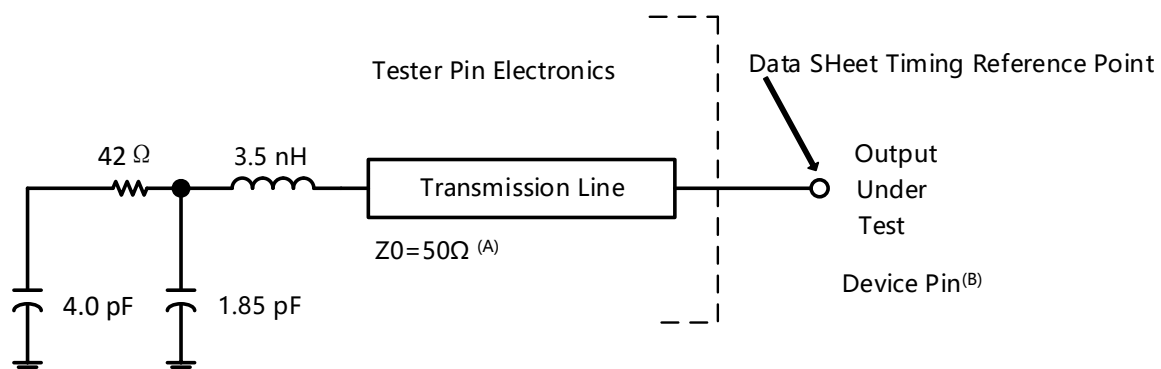 Tester Pin Electronics
Data SHeet Timing Reference Point
42 Ω
3.5 nH
Transmission Line
Output
Under
Test
Z0=50Ω (A)
Device Pin(B)
4.0 pF
1.85 pF